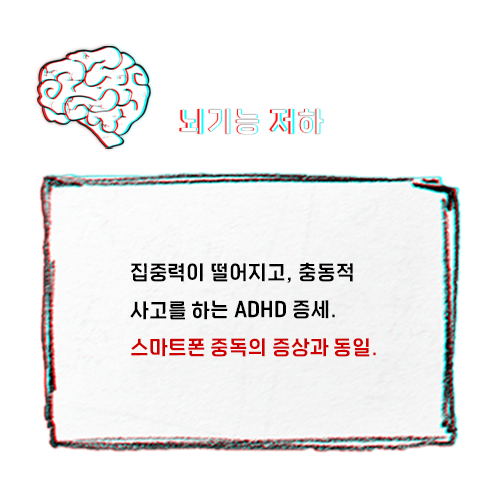 뇌기능 저하
집중력이 떨어지고, 충동적
사고를 하는 ADHD 증세.
스마트폰 중독의 증상과 동일.